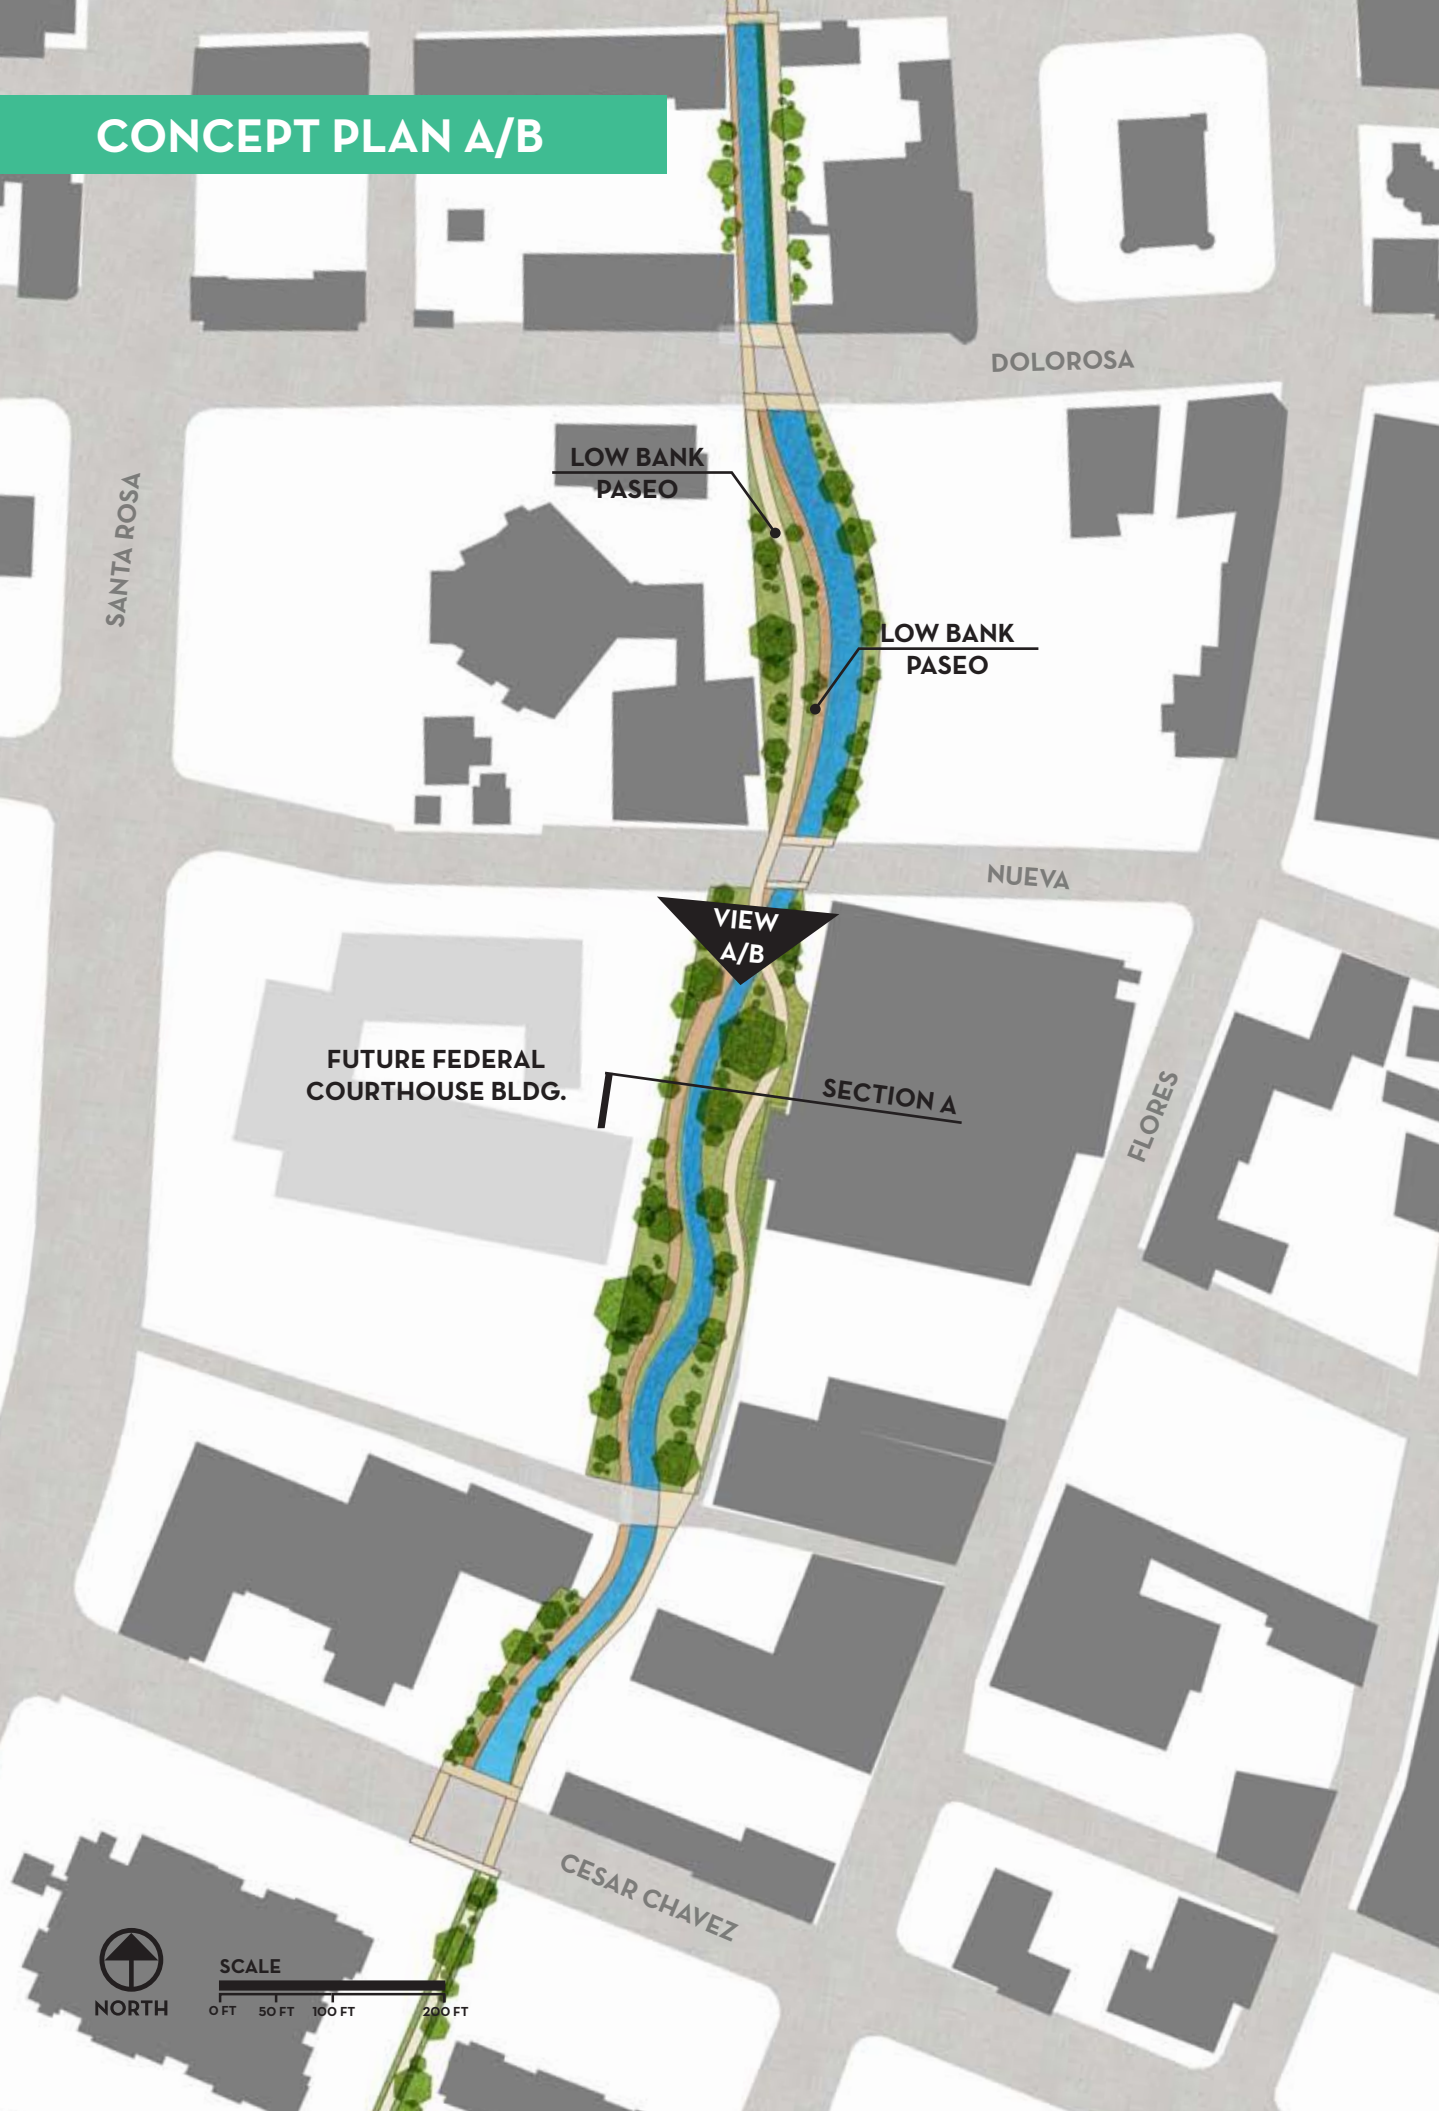 CONCEPT PLAN A/B
DOLOROSA
LOW BANK
PASEO
SANTA ROSA
LOW BANK
PASEO
NUEVA
VIEW
A/B
FUTURE FEDERAL
COURTHOUSE BLDG.
SECTION A
FLORES
CESAR CHAVEZ
SCALE
NORTH
0 FT 50 FT 100 FT 200 FT